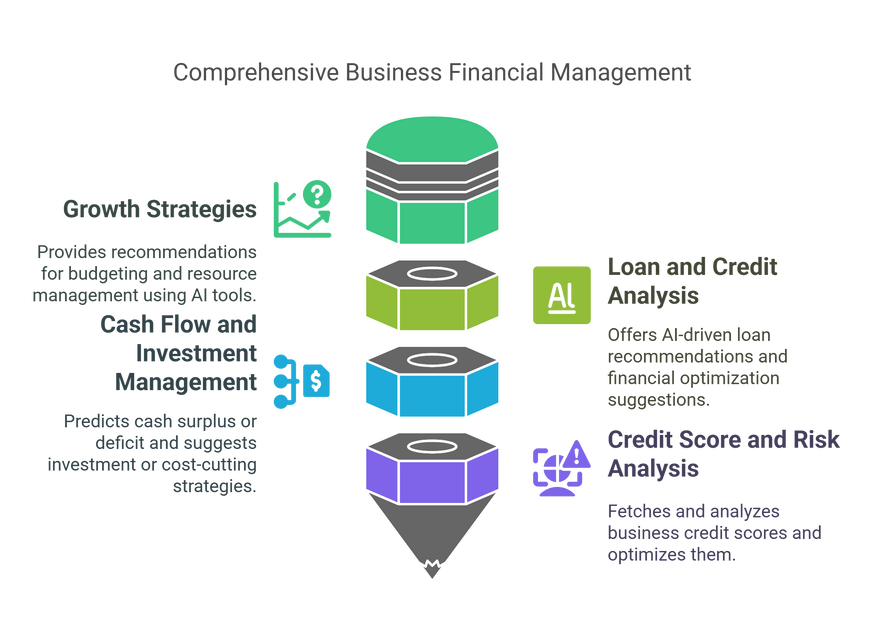 Comprehensive Business Financial Management
Growth Strategies
Provides recommendations
for budgeting and resource
management using AI tools.
Loan and Credit
Analysis
AI
Offers AI-driven loan
recommendations and
financial optimization
suggestions.
Cash Flow and
Investment
Management
$
Predicts cash surplus or
deficit and suggests
investment or cost-cutting
strategies.
Credit Score and Risk
Analysis
Fetches and analyzes
business credit scores and
optimizes them.